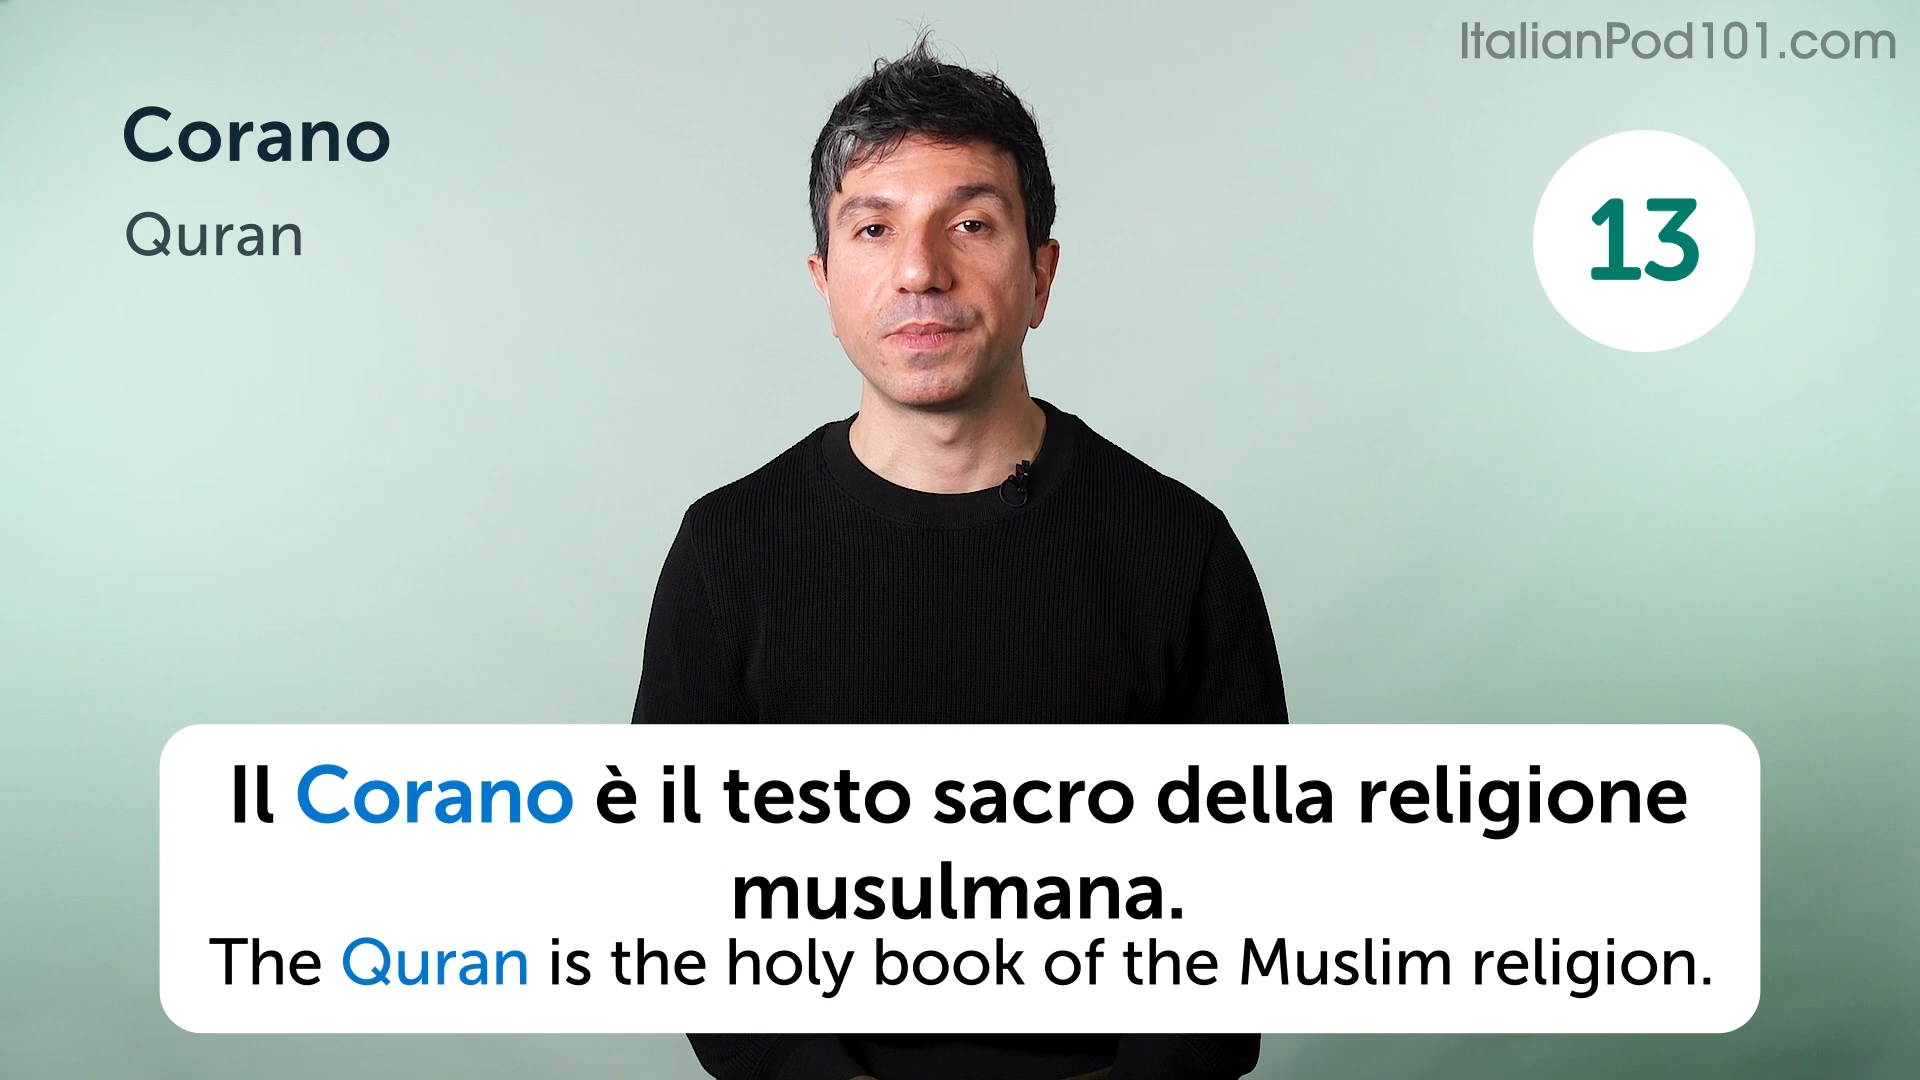 ItalianPod101.com
Corano
Quran
13
Il Corano è il testo sacro della religione
musulmana.
The Quran is the holy book of the Muslim religion.